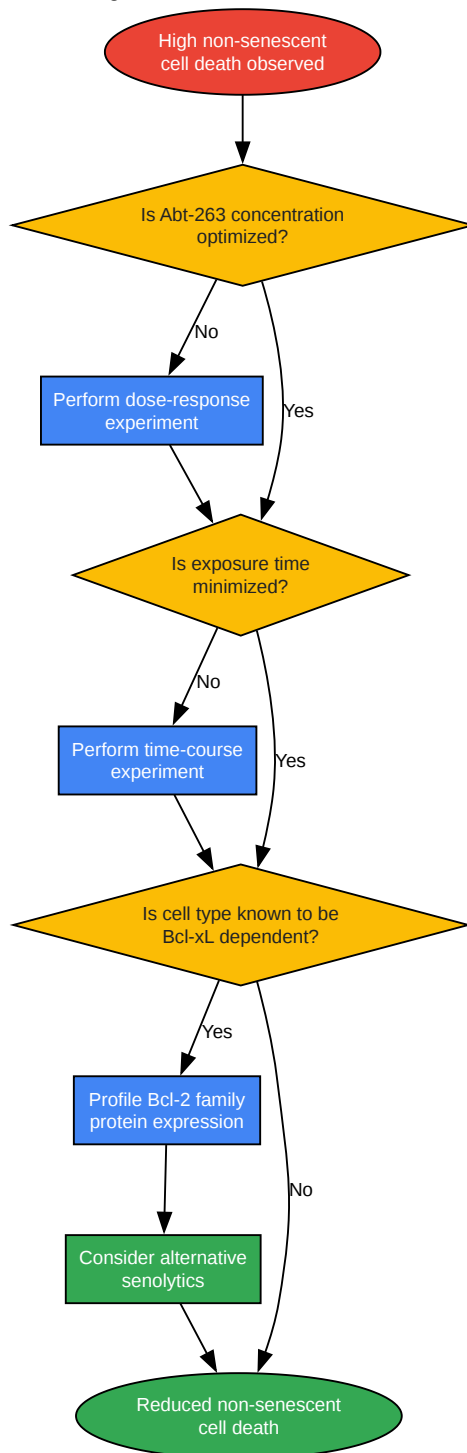 High non-senescent
cell death observed
Is Abt-263 concentration
optimized?
No
Perform dose-response
experiment
Yes
Is exposure time
minimized?
No
Perform time-course
experiment
Yes
Is cell type known to be
Bcl-xL dependent?
Yes
Profile Bcl-2 family
protein expression
No
Consider alternative
senolytics
Reduced non-senescent
cell death